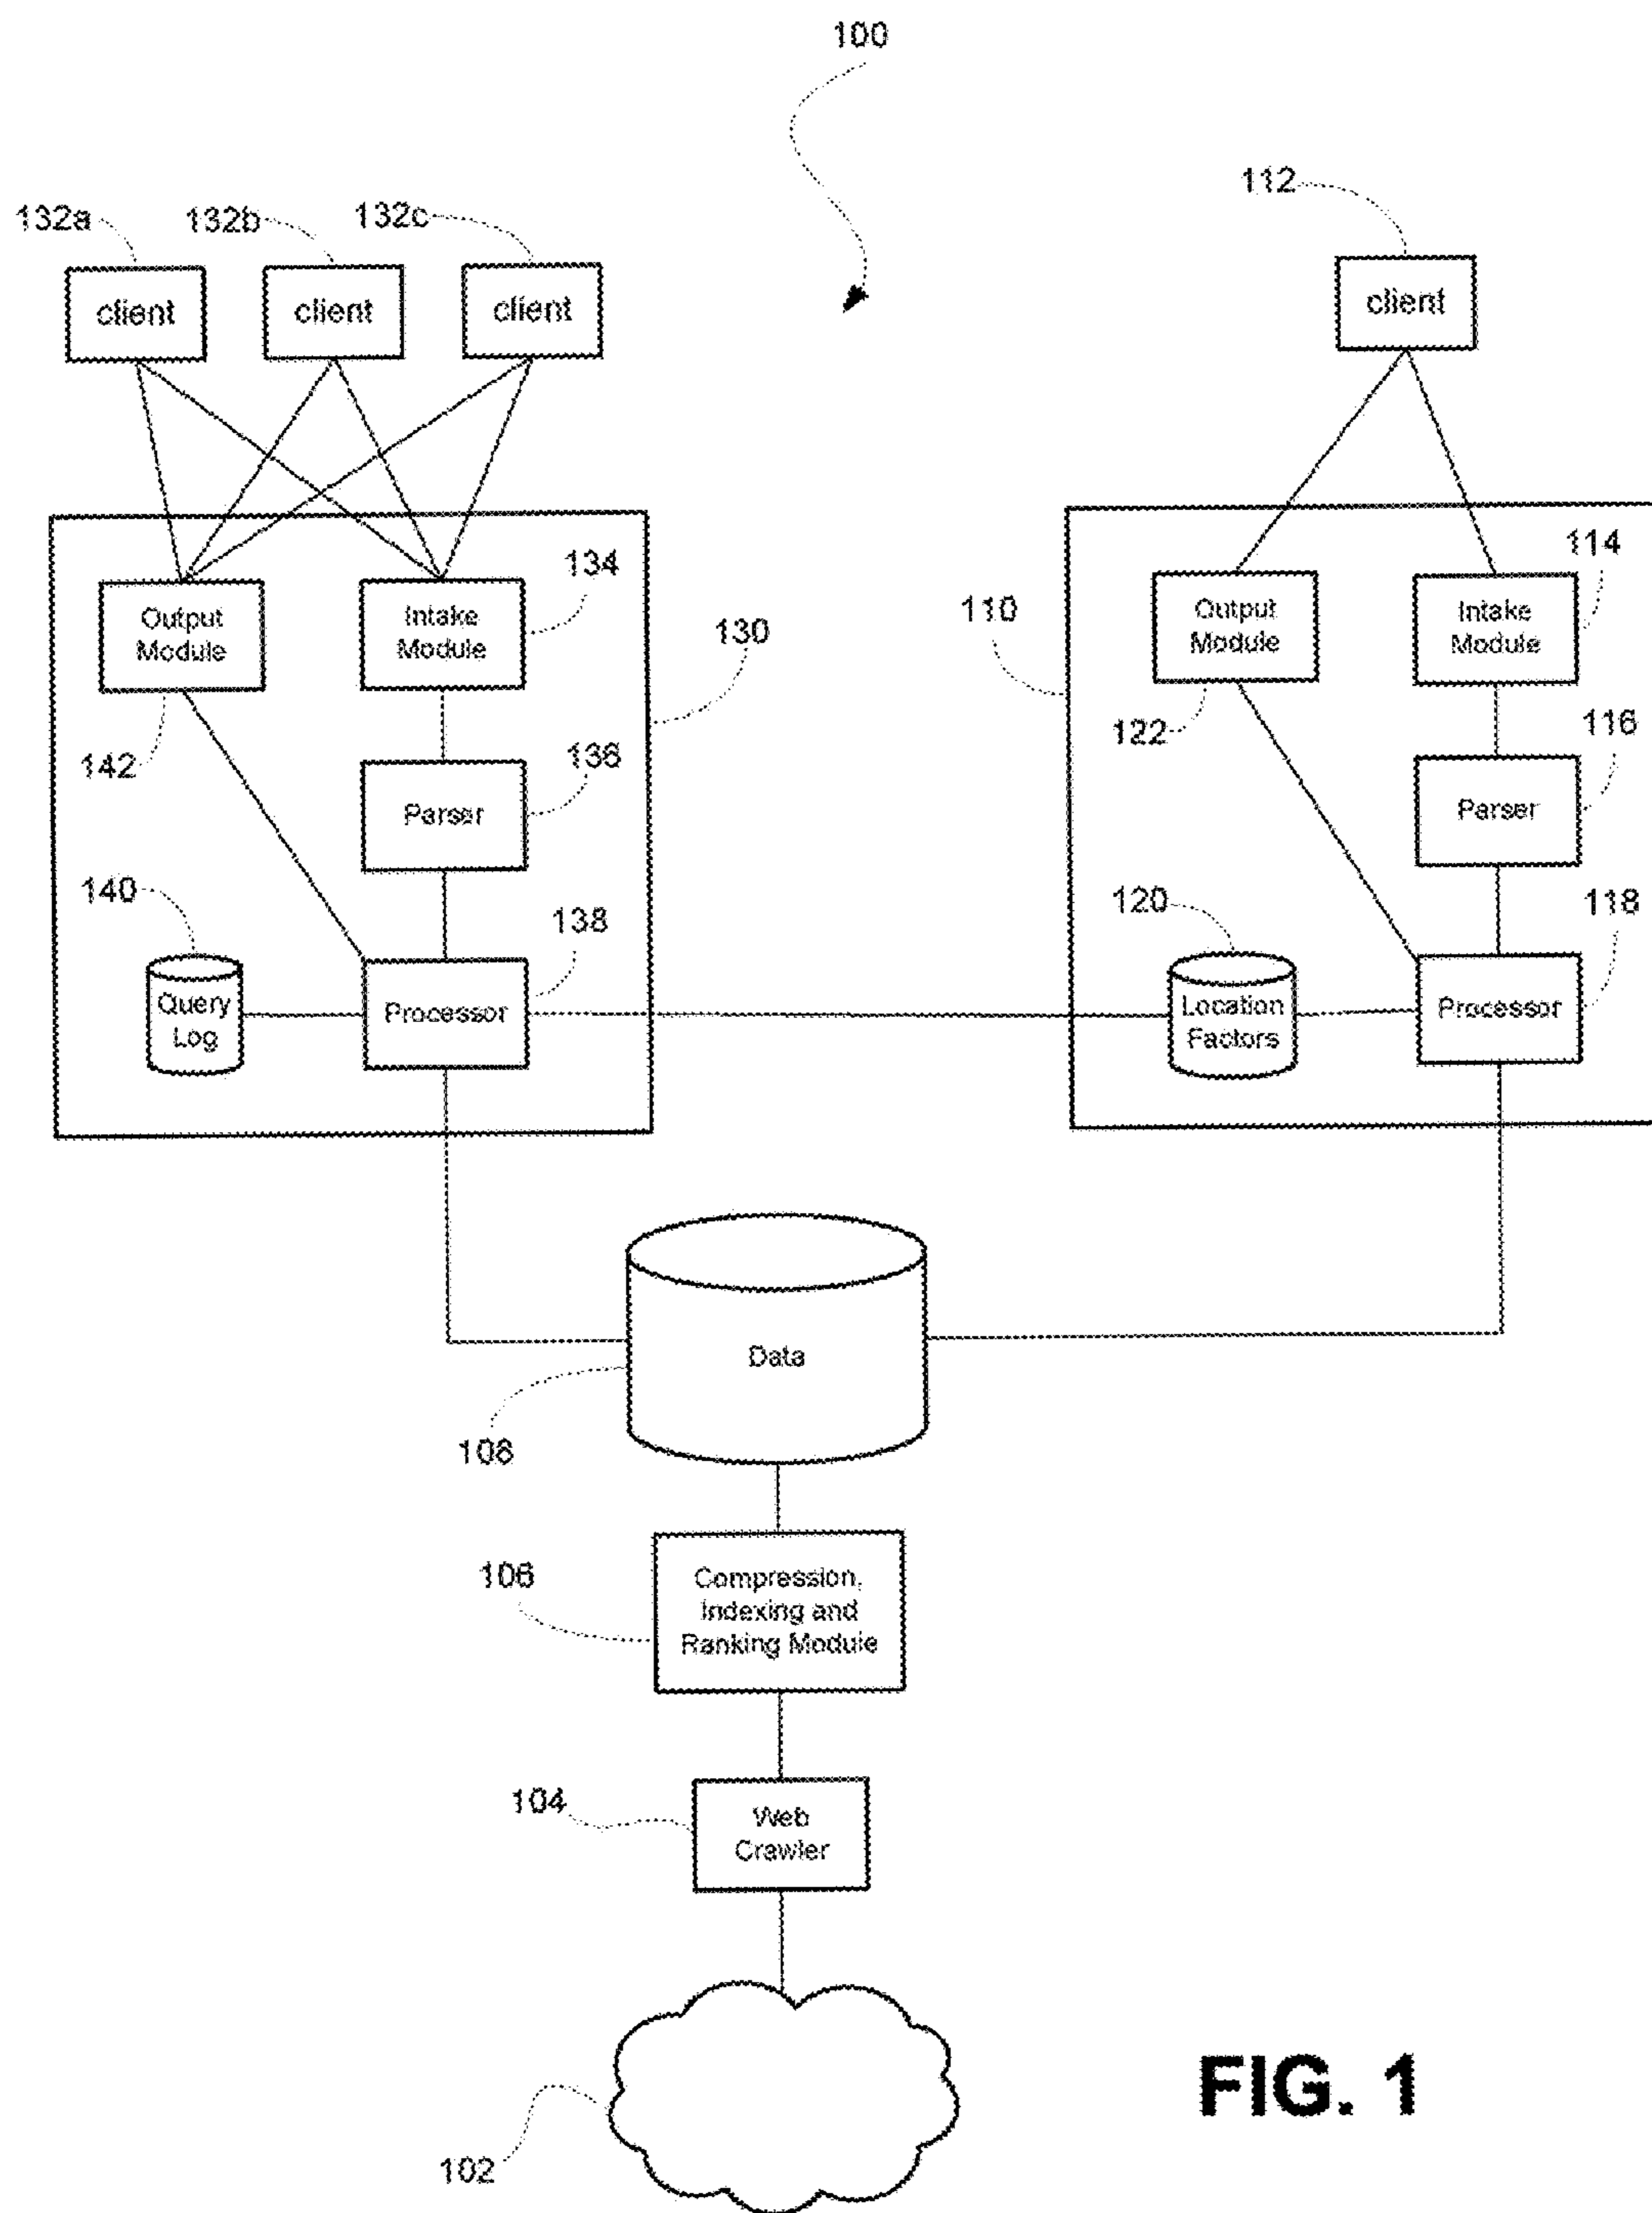 100
112
132a
132b
132c
client
client
client
client
134
114
Output
Module
Intake
Module
130
110
Output
Module
Intake
Module
142
136
122
116
Parser
Parser
140
138
120
118
Query
Log
Processor
Location
Factors
Processor
Data
108
106
Compression,
Indexing and
Ranking Module
104
Web
Crawler
102
FIG. 1